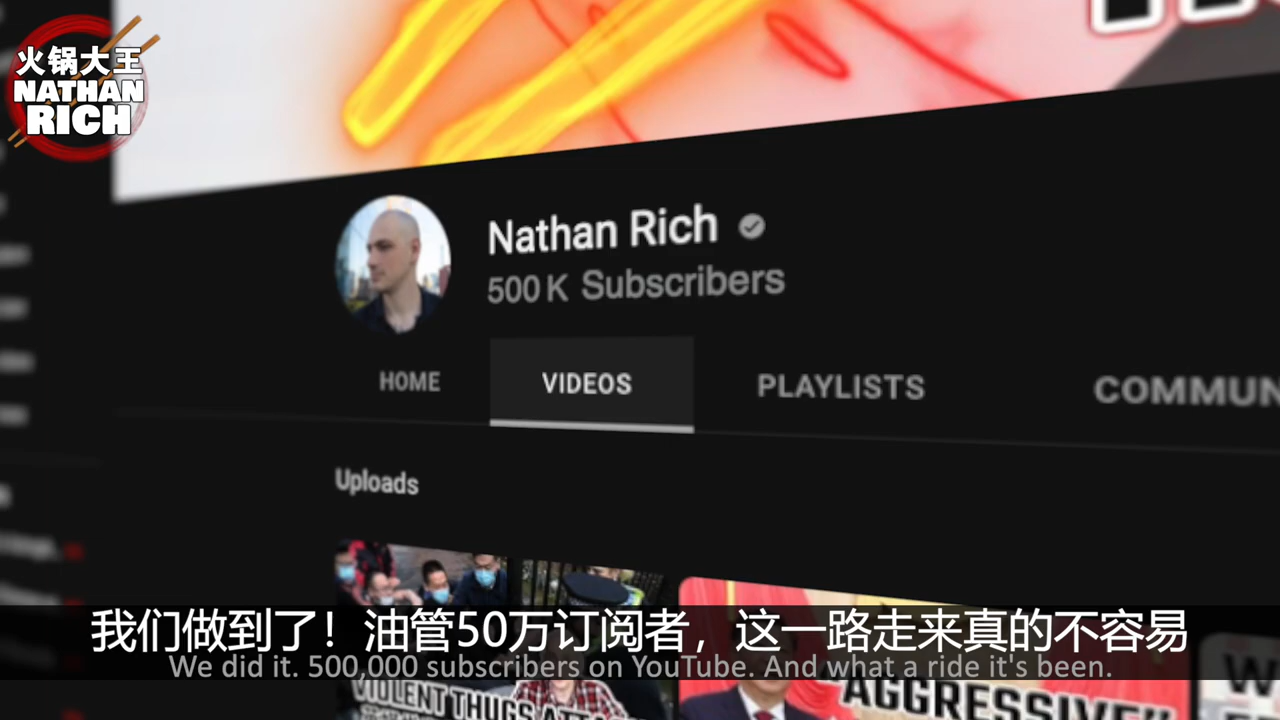 火锅大王
NATHAN
RICH
Nathan Rich
500 K Subscribers
HOME
VIDEOS
PLAYLISTS
COMMUN
Uploads
我们做到了！油管50万订阅者，这一路走来真的不容易
We did it. 500,000 subscribers on YouTube. And what a ride it's been.
VIOLENT THUGS
"AGGRESSIVE"